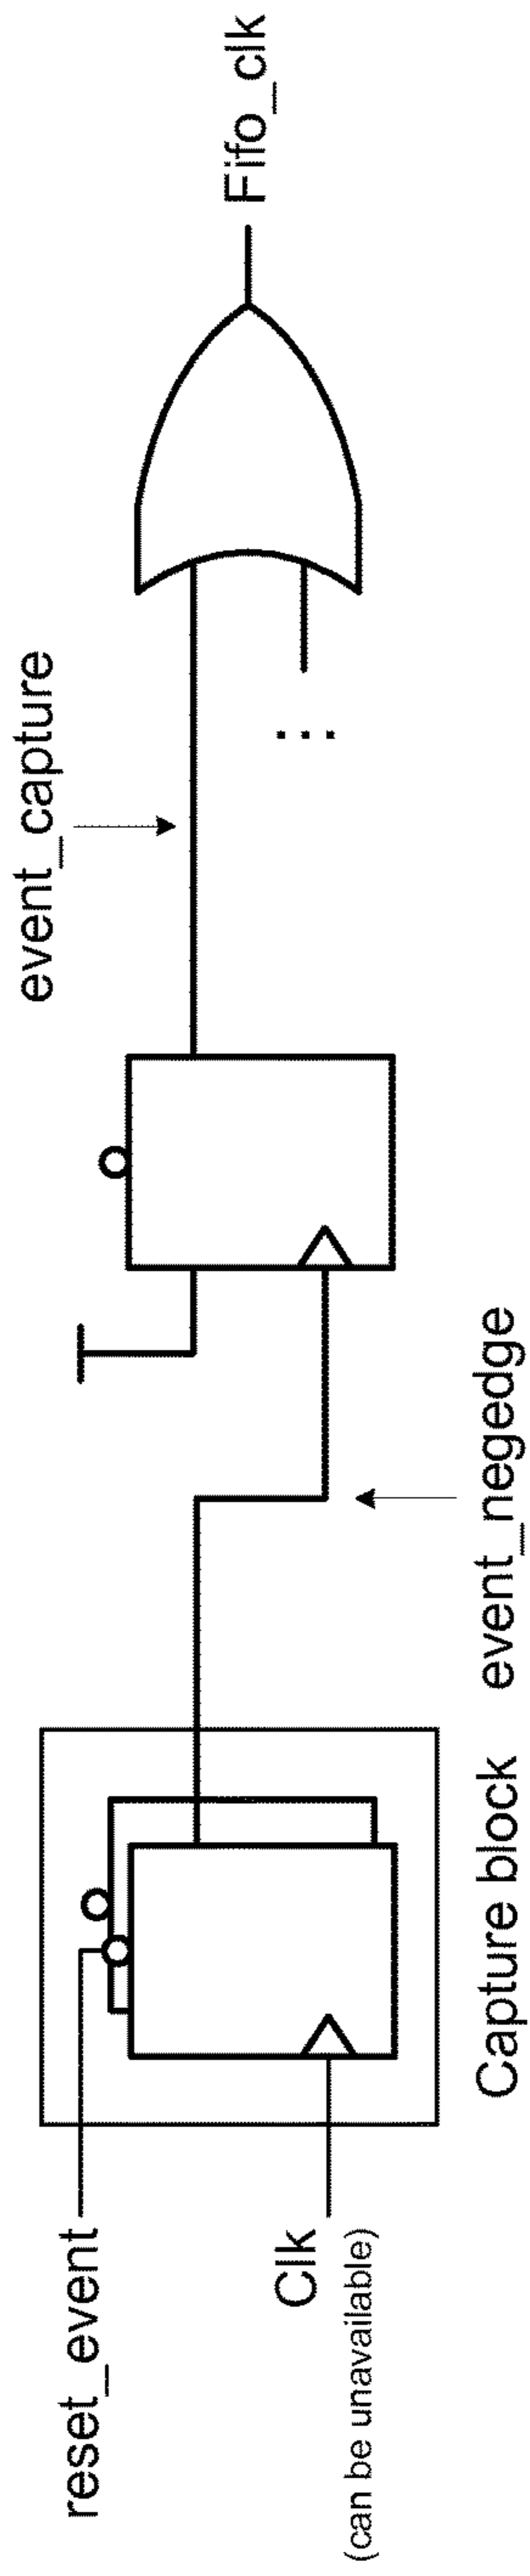 reset_event
Clk
(can be unavailable)
Capture block
event_negedge
event_capture
...
Fifo_clk